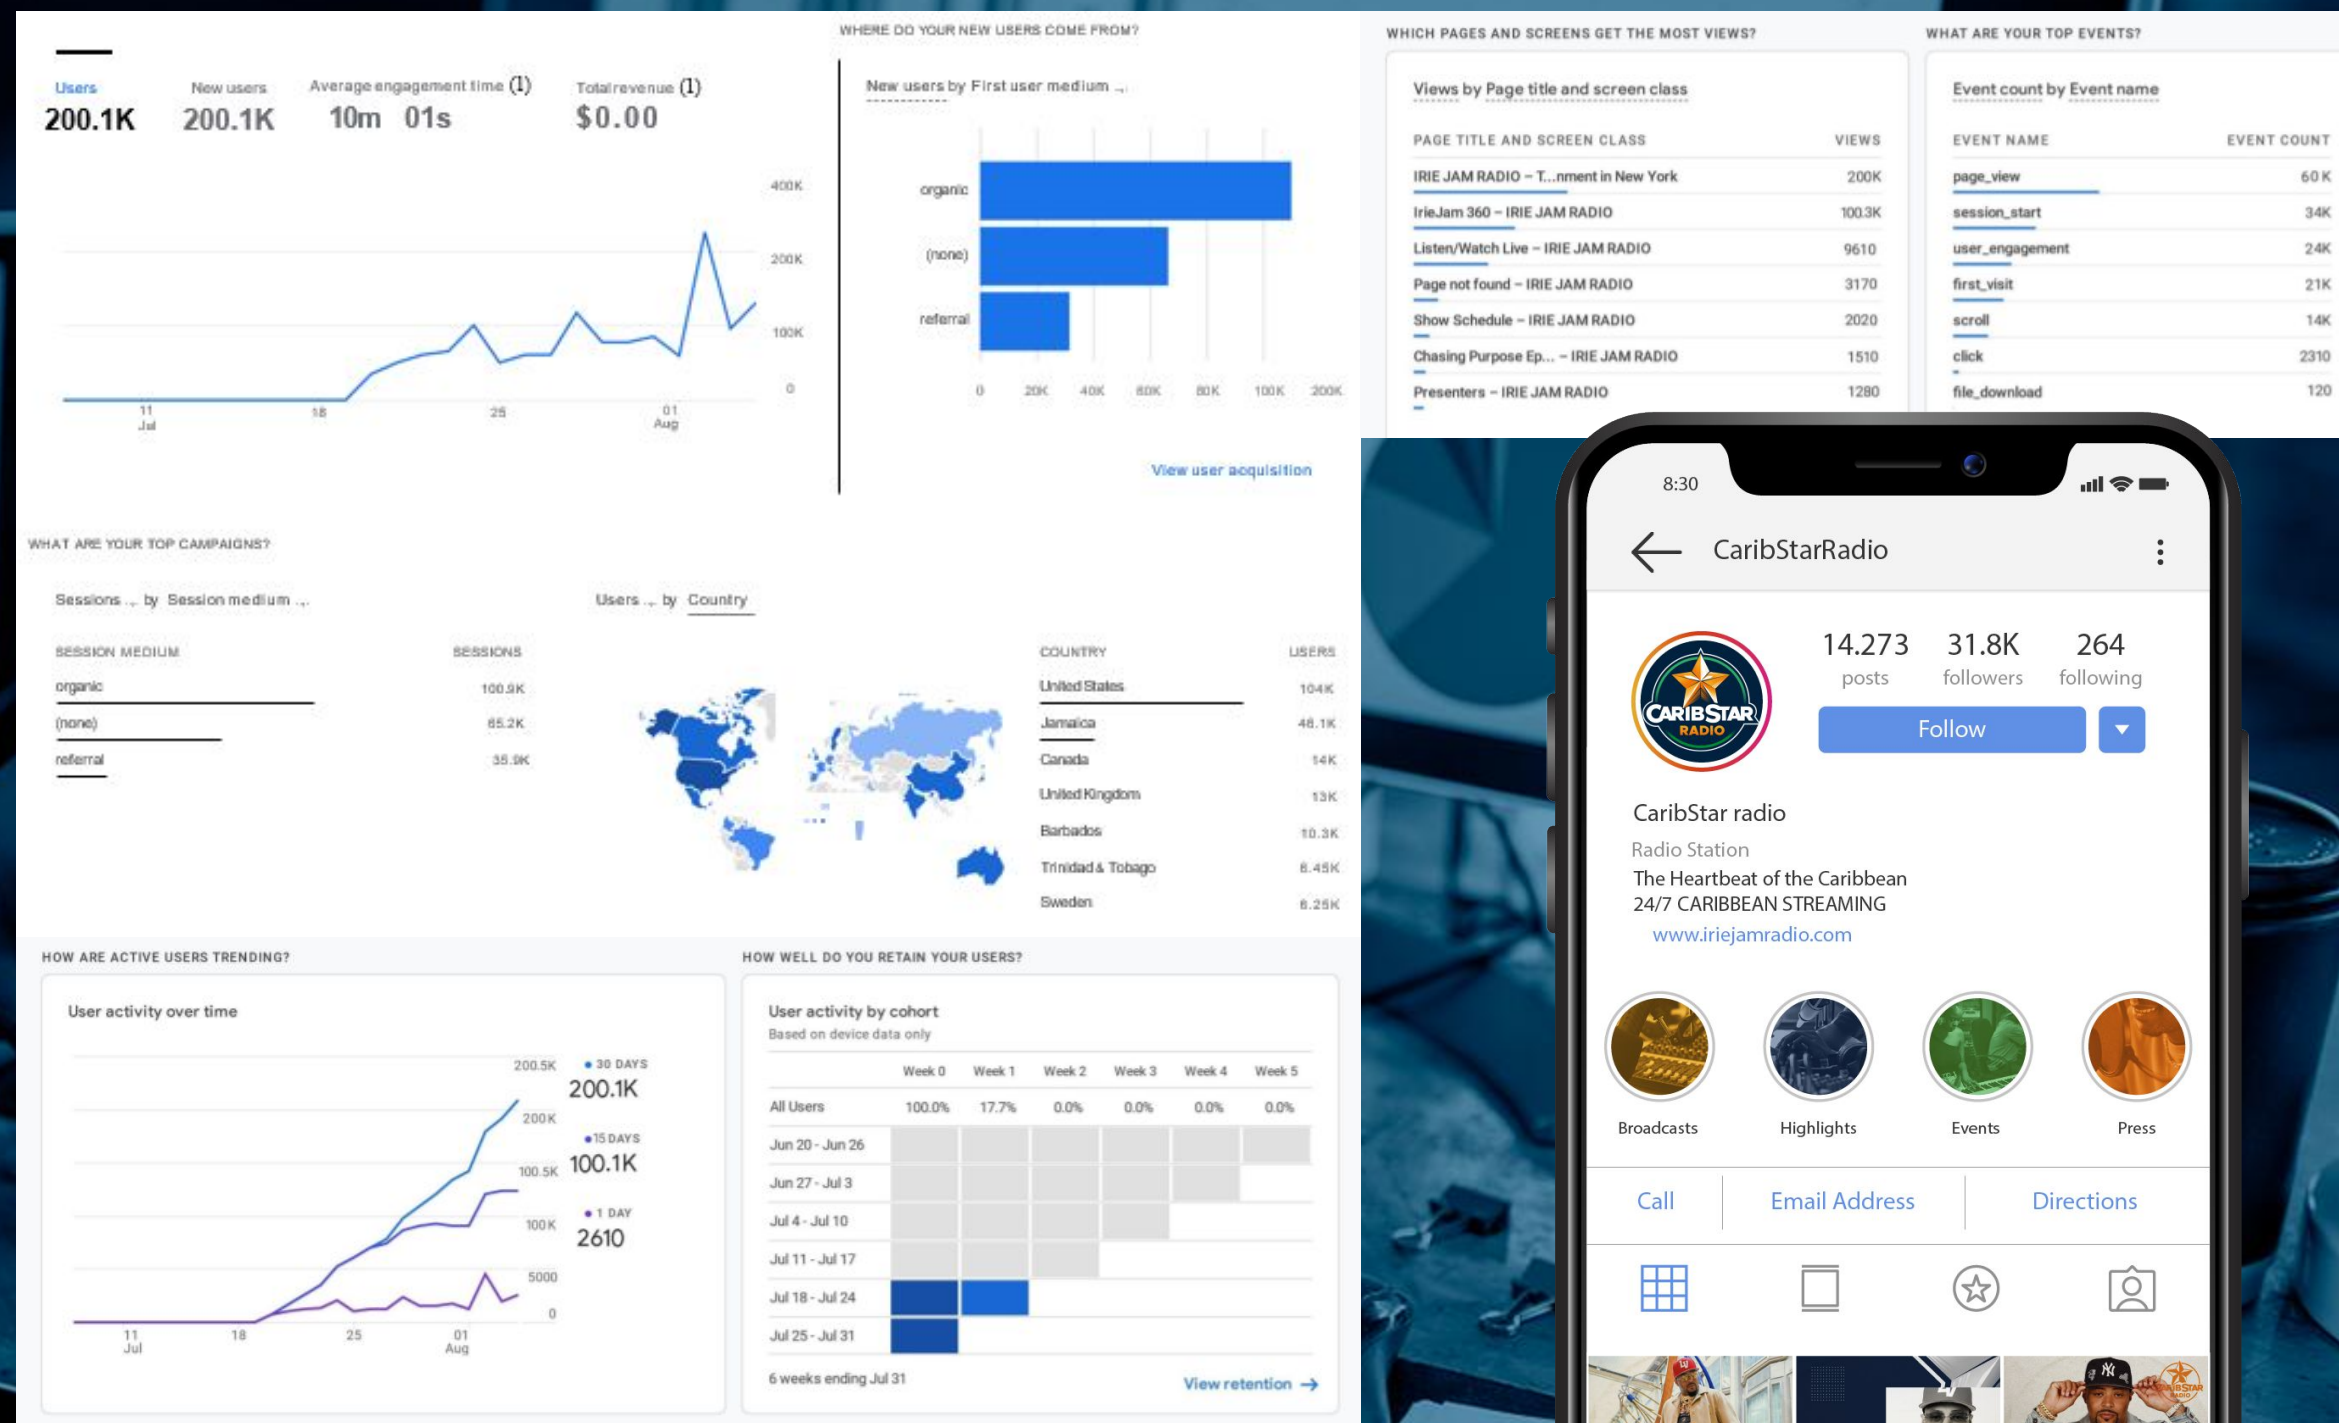 Users
New users
Average engagement time (1)
Total revenue (1)
200.1K
200.1K
10m 01s
$0.00
400K
200K
100K
0
11
Jul
18
25
01
Aug
WHERE DO YOUR NEW USERS COME FROM?
New users by First user medium
organic
(none)
referral
0
20K
40K
60K
80K
100K
200K
View user acquisition
WHICH PAGES AND SCREENS GET THE MOST VIEWS?
Views by Page title and screen class
PAGE TITLE AND SCREEN CLASS VIEWS
IRIE JAM RADIO – T...nment in New York 200K
IrieJam 360 – IRIE JAM RADIO 100.3K
Listen/Watch Live – IRIE JAM RADIO 9610
Page not found – IRIE JAM RADIO 3170
Show Schedule – IRIE JAM RADIO 2020
Chasing Purpose Ep... – IRIE JAM RADIO 1510
Presenters – IRIE JAM RADIO 1280
WHAT ARE YOUR TOP EVENTS?
Event count by Event name
EVENT NAME EVENT COUNT
page_view 60K
session_start 34K
user_engagement 24K
first_visit 21K
scroll 14K
click 2310
file_download 120
WHAT ARE YOUR TOP CAMPAIGNS?
Sessions by Session medium
SESSION MEDIUM SESSIONS
organic 100.9K
(none) 65.2K
referral 35.9K
Users by Country
COUNTRY USERS
United States 104K
Jamaica 46.1K
Canada 14K
United Kingdom 13K
Barbados 10.3K
Trinidad & Tobago
Sweden
HOW ARE ACTIVE USERS TRENDING?
User activity over time
200.5K
200K
100.5K
100K
5000
0
30 DAYS
200.1K
15 DAYS
100.1K
1 DAY
2610
11
Jul
18
25
01
Aug
HOW WELL DO YOU RETAIN YOUR USERS?
User activity by cohort
Based on device data only
Week 0 Week 1 Week 2 Week 3 Week 4 Week 5
All Users 100.0% 17.7% 0.0% 0.0% 0.0% 0.0%
Jun 20 - Jun 26
Jun 27 - Jul 3
Jul 4 - Jul 10
Jul 11 - Jul 17
Jul 18 - Jul 24
Jul 25 - Jul 31
6 weeks ending Jul 31
View retention →
8:30
CaribStarRadio
CARIBSTAR
RADIO
14.273 31.8K 264
posts followers following
Follow
CaribStar radio
Radio Station
The Heartbeat of the Caribbean
24/7 CARIBBEAN STREAMING
www.iriejamradio.com
Broadcasts Highlights Events Press
Call Email Address Directions